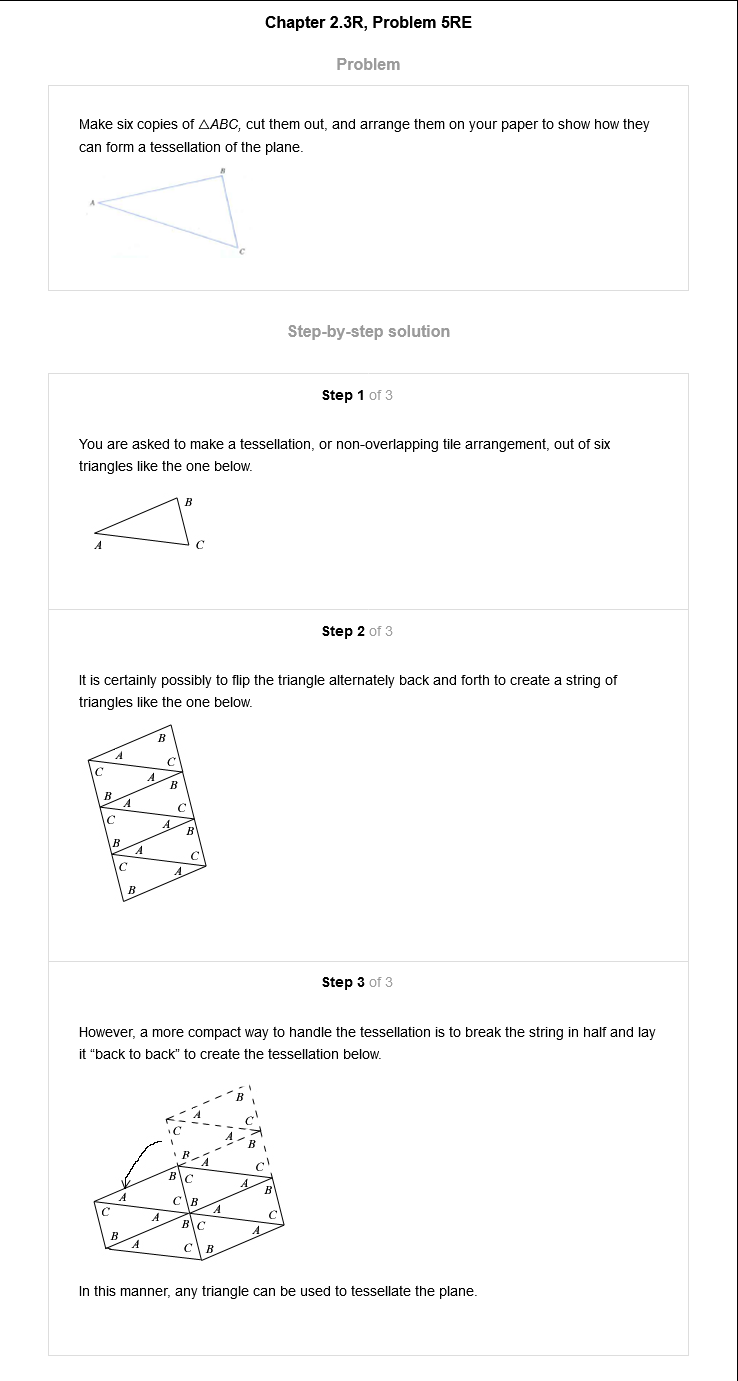 Chapter 2.3R, Problem 5RE
Problem
Make six copies of △ABC, cut them out, and arrange them on your paper to show how they
can form a tessellation of the plane.
B
A
C
Step-by-step solution
Step 1 of 3
You are asked to make a tessellation, or non-overlapping tile arrangement, out of six
triangles like the one below.
B
A C
Step 2 of 3
It is certainly possibly to flip the triangle alternately back and forth to create a string of
triangles like the one below.
B
A C
C A B
B A C
C A B
B A C
C A
B
Step 3 of 3
However, a more compact way to handle the tessellation is to break the string in half and lay
it “back to back” to create the tessellation below.
B
A C
C A B
B A C
B C A B
A C B A C
C A B C A
B A C B
In this manner, any triangle can be used to tessellate the plane.